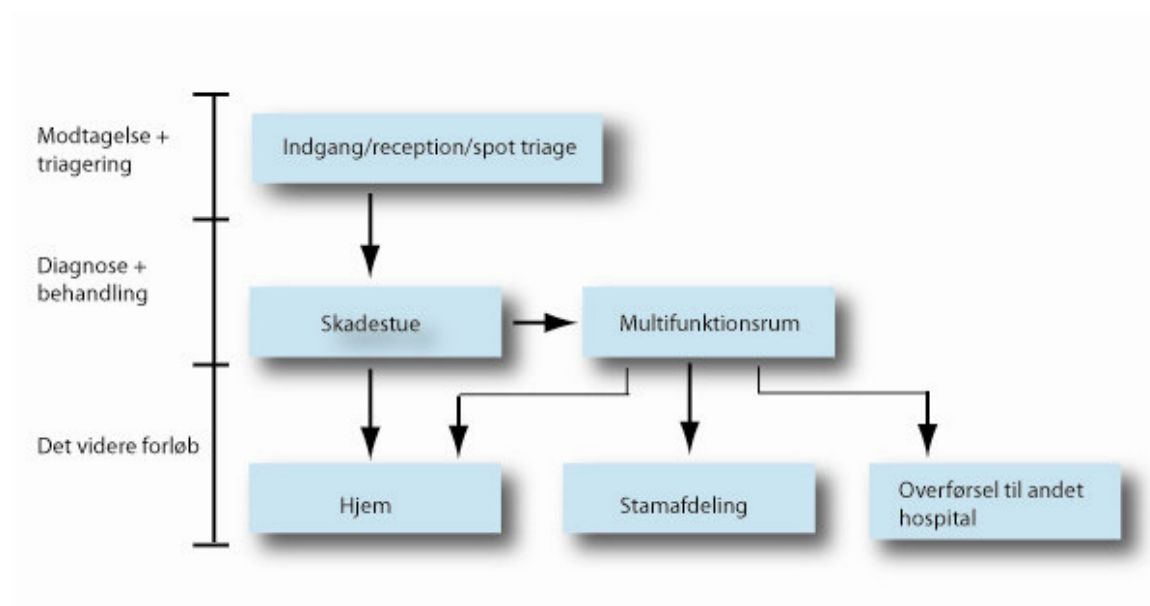 Modtagelse +
triagering
Indgang/reception/spot triage
Diagnose +
behandling
Skadestue
Multifunktionsrum
Det videre forløb
Hjem
Stamafdeling
Overførsel til andet
hospital